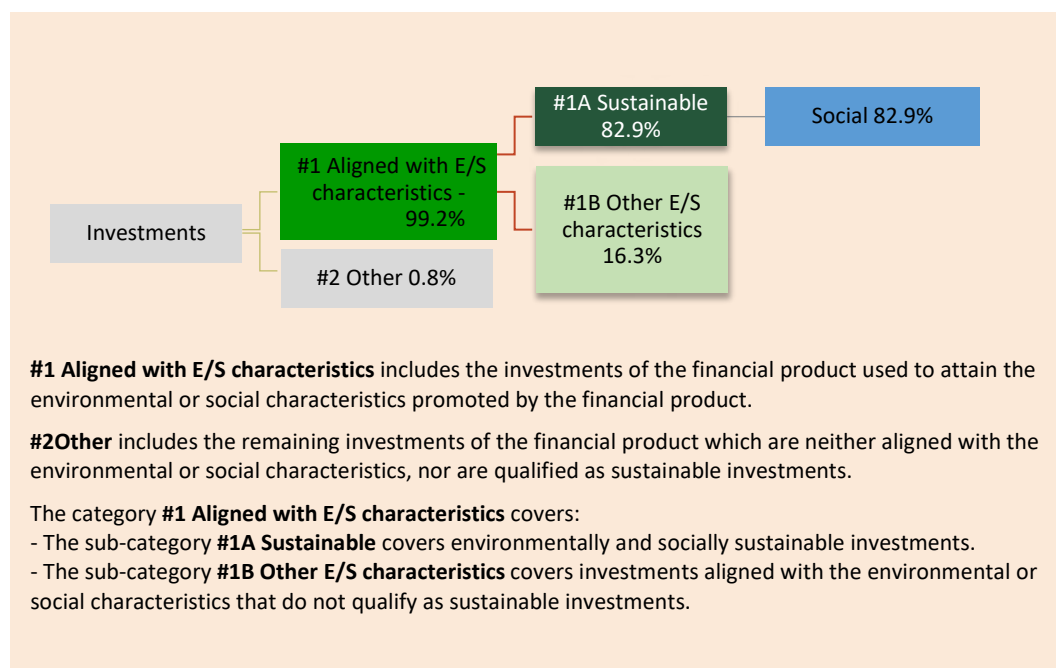 Investments
#1 Aligned with E/S
characteristics -
99.2%
#2 Other 0.8%
#1A Sustainable
82.9%
#1B Other E/S
characteristics
16.3%
Social 82.9%
#1 Aligned with E/S characteristics includes the investments of the financial product used to attain the
environmental or social characteristics promoted by the financial product.
#2Other includes the remaining investments of the financial product which are neither aligned with the
environmental or social characteristics, nor are qualified as sustainable investments.
The category #1 Aligned with E/S characteristics covers:
- The sub-category #1A Sustainable covers environmentally and socially sustainable investments.
- The sub-category #1B Other E/S characteristics covers investments aligned with the environmental or
social characteristics that do not qualify as sustainable investments.